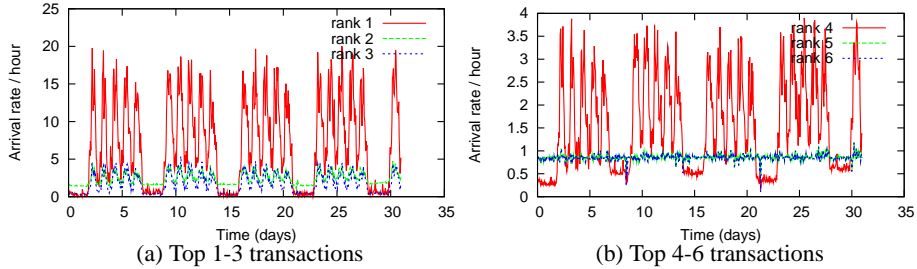 25
20
15
10
5
0
Arrival rate / hour
rank 1
rank 2
rank 3
0 5 10 15 20 25 30 35
Time (days)
(a) Top 1-3 transactions
4
3.5
3
2.5
2
1.5
1
0.5
0
Arrival rate / hour
rank 4
rank 5
rank 6
0 5 10 15 20 25 30 35
Time (days)
(b) Top 4-6 transactions